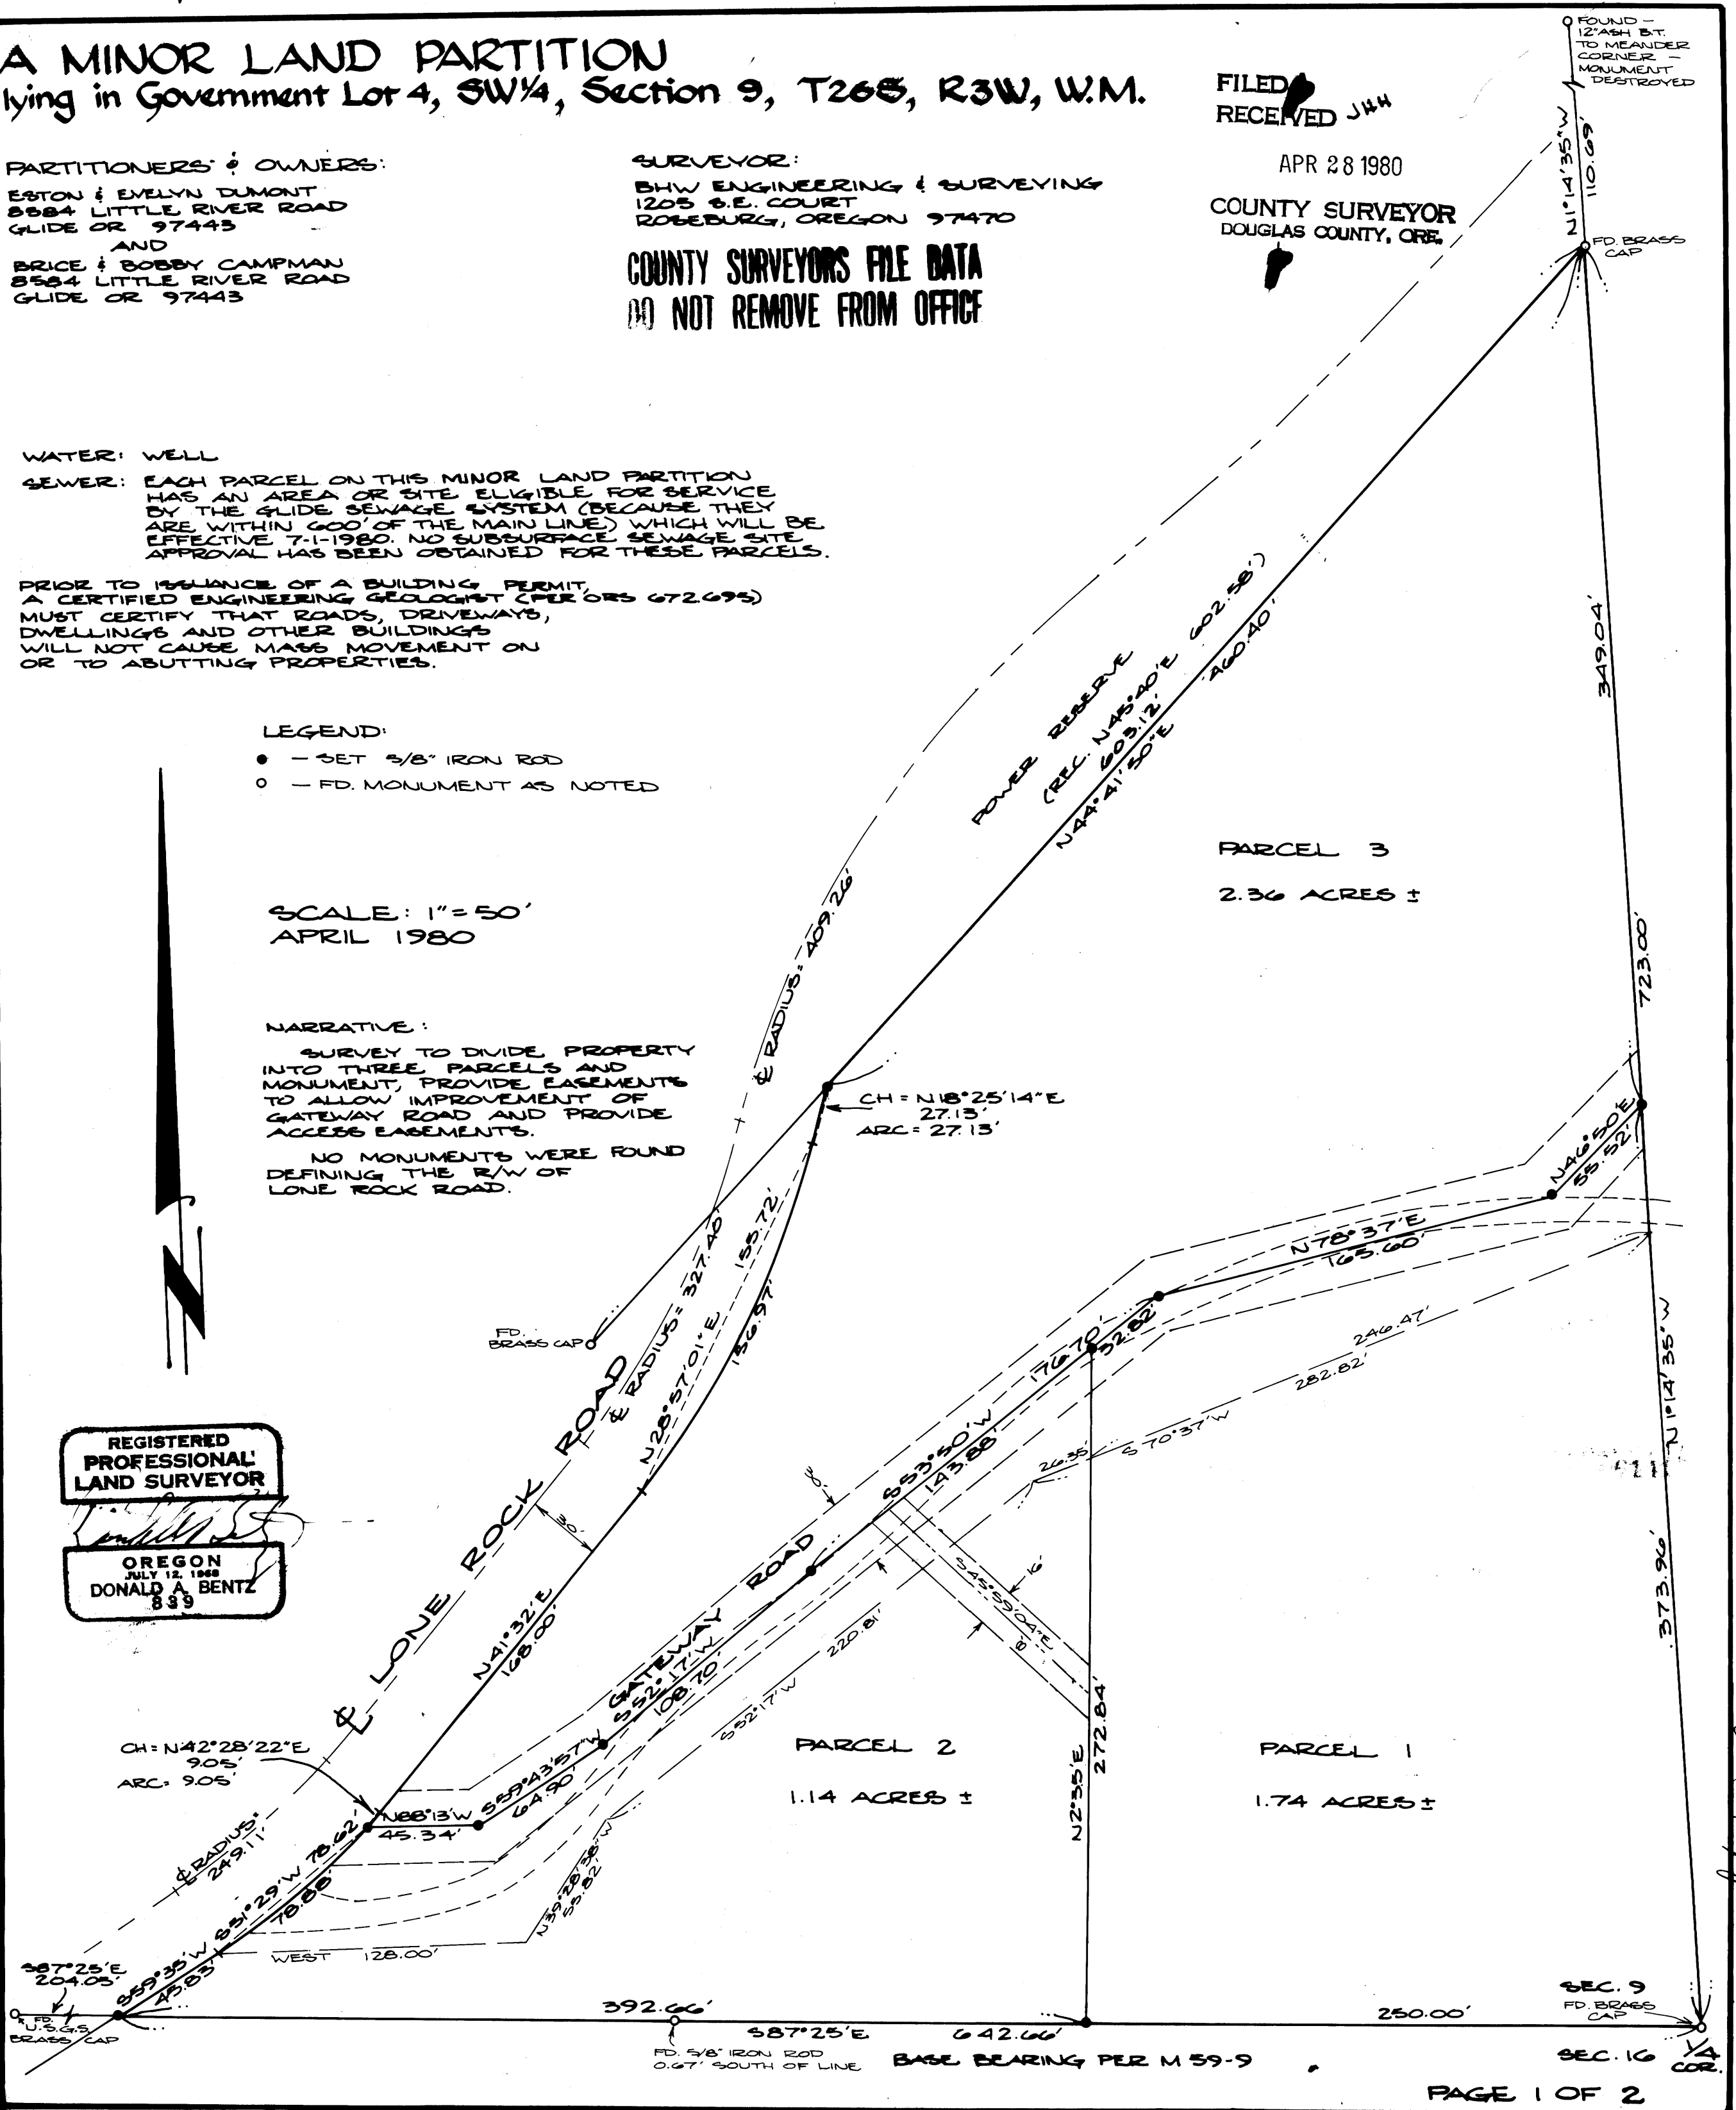 A MINOR LAND PARTITION
lying in Government Lot 4, SW¼, Section 9, T26S, R3W, W.M.
PARTITIONERS & OWNERS:
ESTON & EVELYN DUMONT
8584 LITTLE RIVER ROAD
GLIDE OR 97443
AND
BRICE & BOBBY CAMPMAN
8584 LITTLE RIVER ROAD
GLIDE OR 97443
SURVEYOR:
BHW ENGINEERING & SURVEYING
1205 S.E. COURT
ROSEBURG, OREGON 97470
COUNTY SURVEYORS FILE DATA
DO NOT REMOVE FROM OFFICE
FILED
RECEIVED JHH
APR 28 1980
COUNTY SURVEYOR
DOUGLAS COUNTY, ORE.
FOUND –
12" ASH B.T.
TO MEANDER
CORNER –
MONUMENT
DESTROYED
N1°14'35"W
110.69'
FD. BRASS
CAP
WATER: WELL
SEWER: EACH PARCEL ON THIS MINOR LAND PARTITION
HAS AN AREA OR SITE ELIGIBLE FOR SERVICE
BY THE GLIDE SEWAGE SYSTEM (BECAUSE THEY
ARE WITHIN 600' OF THE MAIN LINE) WHICH WILL BE
EFFECTIVE 7-1-1980. NO SUBSURFACE SEWAGE SITE
APPROVAL HAS BEEN OBTAINED FOR THESE PARCELS.
PRIOR TO ISSUANCE OF A BUILDING PERMIT,
A CERTIFIED ENGINEERING GEOLOGIST (PER ORS 672.695)
MUST CERTIFY THAT ROADS, DRIVEWAYS,
DWELLINGS AND OTHER BUILDINGS
WILL NOT CAUSE MASS MOVEMENT ON
OR TO ABUTTING PROPERTIES.
LEGEND:
● – SET 5/8" IRON ROD
○ – FD. MONUMENT AS NOTED
SCALE: 1" = 50'
APRIL 1980
NARRATIVE:
SURVEY TO DIVIDE PROPERTY
INTO THREE PARCELS AND
MONUMENT, PROVIDE EASEMENTS
TO ALLOW IMPROVEMENT OF
GATEWAY ROAD AND PROVIDE
ACCESS EASEMENTS.
NO MONUMENTS WERE FOUND
DEFINING THE R/W OF
LONE ROCK ROAD.
POWER RESERVE
(REC. N45°40'E 602.58')
603.12'
460.40'
N44°41'50"E
349.04'
723.00'
PARCEL 3
2.36 ACRES ±
℄ RADIUS = 409.26'
CH = N18°25'14"E
27.13'
ARC = 27.13'
N46°50'E
55.52'
N78°37'E
165.60'
℄ RADIUS = 327.40'
155.72'
N28°57'01"E
156.97'
FD.
BRASS CAP
176.70'
32.82'
S53°50'W
143.88'
246.47'
282.82'
S70°37'W
26.35'
N1°14'35"W
373.96'
REGISTERED
PROFESSIONAL
LAND SURVEYOR
OREGON
JULY 12, 1968
DONALD A. BENTZ
839
℄ LONE ROCK ROAD
30'
N41°32'E
168.00'
8'
GATEWAY ROAD
S52°17'W
108.70'
220.81'
S52°17'W
S45°59'04"E
16'
8'
N2°35'E
272.84'
PARCEL 2
1.14 ACRES ±
PARCEL 1
1.74 ACRES ±
CH = N42°28'22"E
9.05'
ARC = 9.05'
N88°13'W
45.34'
S59°43'57"W
64.90'
℄ RADIUS =
249.11'
S51°29'W 78.62'
78.88'
N39°28'38"W
55.82'
WEST 128.00'
S59°35'W
45.83'
S87°25'E
204.05'
FD.
U.S.G.S.
BRASS CAP
392.66'
S87°25'E 642.66'
250.00'
FD. 5/8" IRON ROD
0.67' SOUTH OF LINE
BASE BEARING PER M 59-9
SEC. 9
FD. BRASS
CAP
SEC. 16
¼
COR.
PAGE 1 OF 2